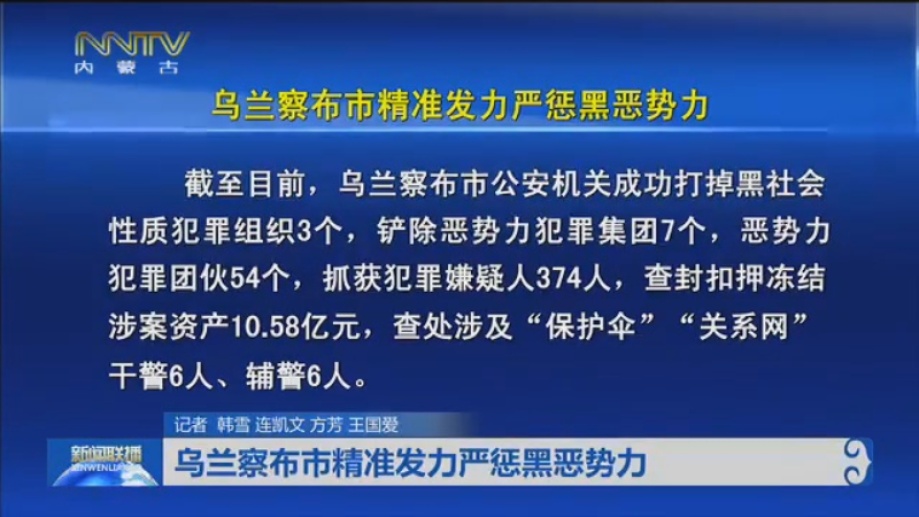 NNTV
内蒙古
乌兰察布市精准发力严惩黑恶势力
截至目前，乌兰察布市公安机关成功打掉黑社会
性质犯罪组织3个，铲除恶势力犯罪集团7个，恶势力
犯罪团伙54个，抓获犯罪嫌疑人374人，查封扣押冻结
涉案资产10.58亿元，查处涉及“保护伞”“关系网”
干警6人、辅警6人。
记者 韩雪 连凯文 方芳 王国爱
新闻联播
XINWENLIANBO
乌兰察布市精准发力严惩黑恶势力